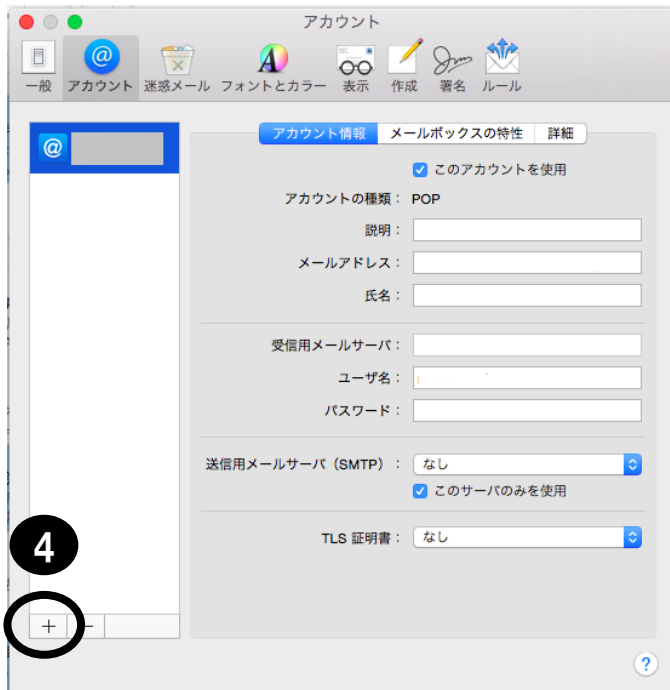 アカウント
一般 アカウント 迷惑メール フォントとカラー 表示 作成 署名 ルール
アカウント情報 メールボックスの特性 詳細
このアカウントを使用
アカウントの種類： POP
説明：
メールアドレス：
氏名：
受信用メールサーバ：
ユーザ名：
パスワード：
送信用メールサーバ（SMTP）： なし
このサーバのみを使用
TLS 証明書： なし
4
+ −
?